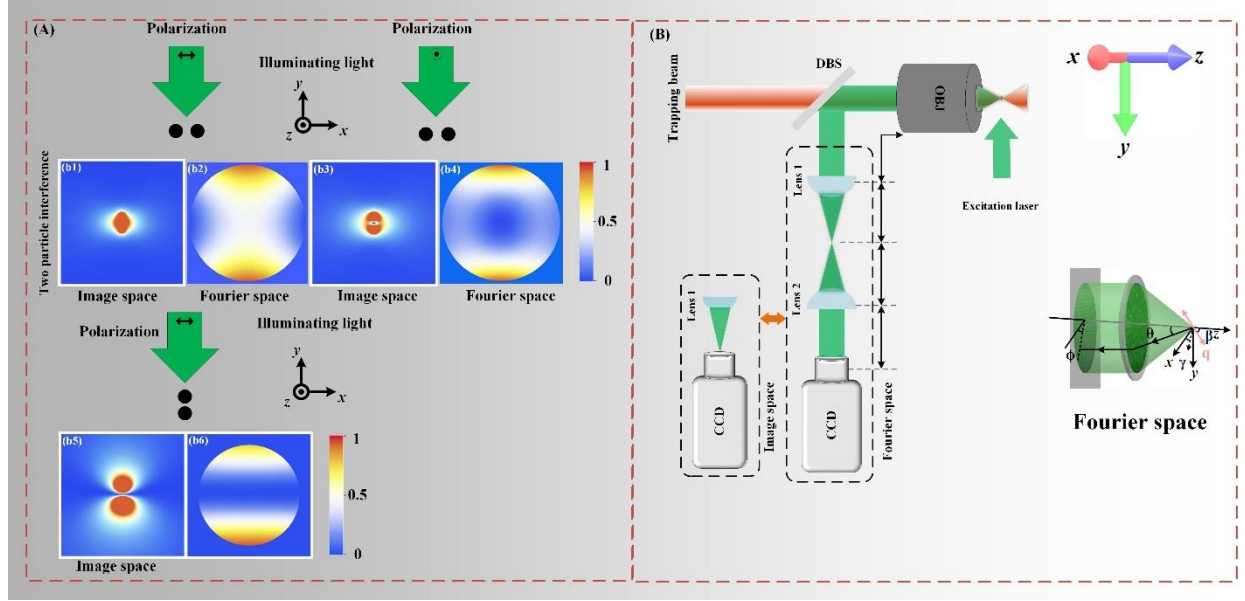 (A)
Polarization
Polarization
Illuminating light
y
z
x
Two particle interference
(b1)
(b2)
(b3)
(b4)
1
0.5
0
Image space
Fourier space
Image space
Fourier space
Polarization
Illuminating light
y
z
x
(b5)
(b6)
1
0.5
0
Image space
(B)
Trapping beam
DBS
OBJ
x
z
y
Excitation laser
Lens 1
Lens 2
Lens 1
CCD
CCD
Image space
Fourier space
ϕ
θ
β
z
q
x
γ
y
Fourier space